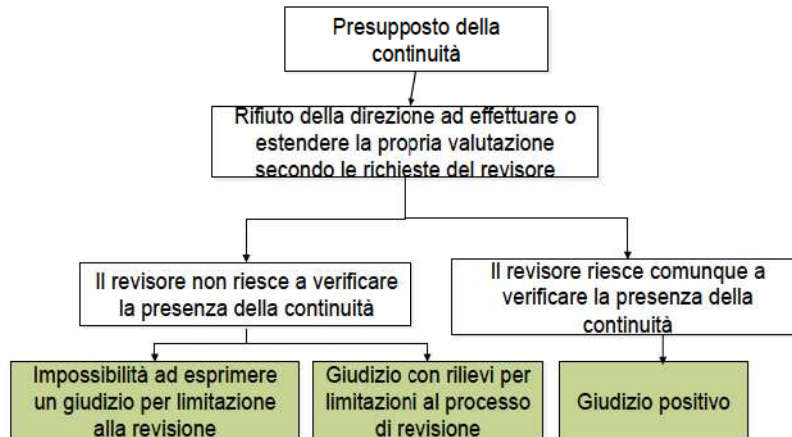 Presupposto della
continuità
Rifiuto della direzione ad effettuare o
estendere la propria valutazione
secondo le richieste del revisore
Il revisore non riesce a verificare
la presenza della continuità
Il revisore riesce comunque a
verificare la presenza della
continuità
Impossibilità ad esprimere
un giudizio per limitazione
alla revisione
Giudizio con rilievi per
limitazioni al processo
di revisione
Giudizio positivo